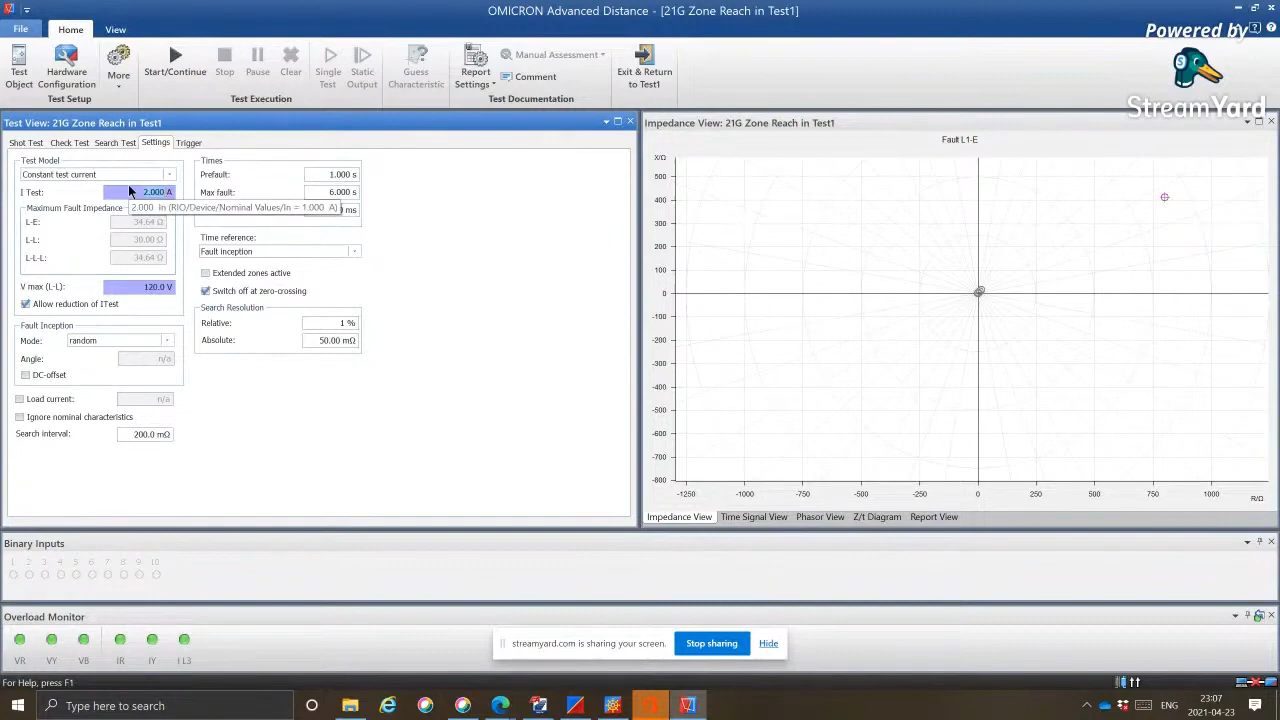 OMICRON Advanced Distance - [21G Zone Reach in Test1]
File
Home
View
Powered by
StreamYard
Test Object
Hardware Configuration
More
Start/Continue
Stop
Pause
Clear
Single Test
Static Output
Guess Characteristic
Report Settings
Manual Assessment
Comment
Exit & Return to Test1
Test Setup
Test Execution
Test Documentation
Test View: 21G Zone Reach in Test1
Shot Test
Check Test
Search Test
Settings
Trigger
Test Model
Constant test current
I Test:
2.000 A
2.000 In (RIO/Device/Nominal Values/In = 1.000 A)
Maximum Fault Impedance
L-E:
34.64 Ω
L-L:
30.00 Ω
L-L-L:
34.64 Ω
V max (L-L):
120.0 V
Allow reduction of ITest
Fault Inception
Mode:
random
Angle:
n/a
DC-offset
Load current:
n/a
Ignore nominal characteristics
Search interval:
200.0 mΩ
Times
Prefault:
1.000 s
Max fault:
6.000 s
ms
Time reference:
Fault inception
Extended zones active
Switch off at zero-crossing
Search Resolution
Relative:
1 %
Absolute:
50.00 mΩ
Impedance View: 21G Zone Reach in Test1
Fault L1-E
X/Ω
500
400
300
200
100
0
-100
-200
-300
-400
-500
-600
-700
-800
-1250
-1000
-750
-500
-250
0
250
500
750
1000
R/Ω
Impedance View
Time Signal View
Phasor View
Z/t Diagram
Report View
Binary Inputs
1 2 3 4 5 6 7 8 9 10
Overload Monitor
VR VY VB IR IY I L3
streamyard.com is sharing your screen.
Stop sharing
Hide
For Help, press F1
Type here to search
ENG
23:07
2021-04-23